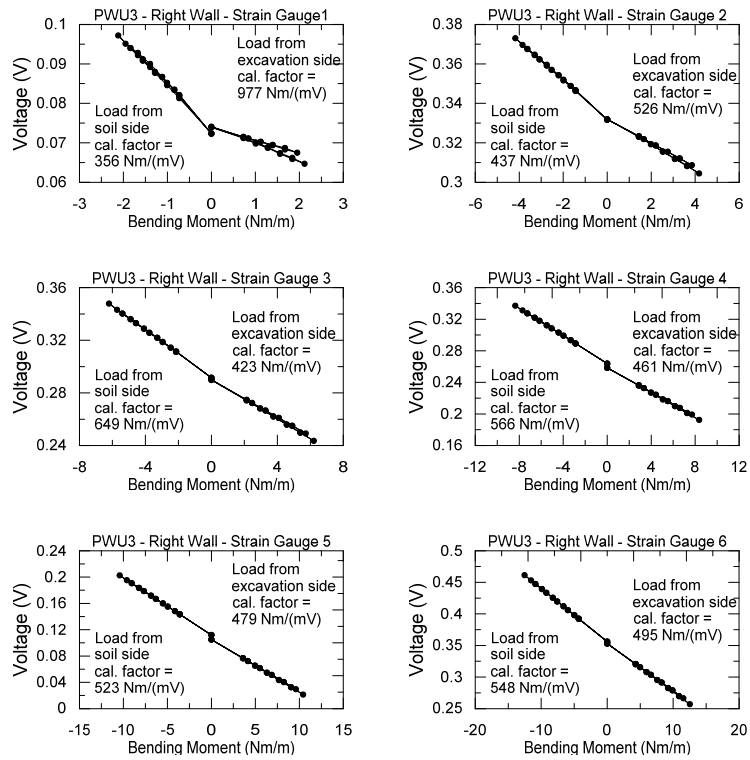 PWU3 - Right Wall - Strain Gauge1
0.1
0.09
0.08
0.07
0.06
Voltage (V)
Load from
excavation side
cal. factor =
977 Nm/(mV)
Load from
soil side
cal. factor =
356 Nm/(mV)
-3 -2 -1 0 1 2 3
Bending Moment (Nm/m)
PWU3 - Right Wall - Strain Gauge 2
0.38
0.36
0.34
0.32
0.3
Voltage (V)
Load from
excavation side
cal. factor =
526 Nm/(mV)
Load from
soil side
cal. factor =
437 Nm/(mV)
-6 -4 -2 0 2 4 6
Bending Moment (Nm/m)
PWU3 - Right Wall - Strain Gauge 3
0.36
0.32
0.28
0.24
Voltage (V)
Load from
excavation side
cal. factor =
423 Nm/(mV)
Load from
soil side
cal. factor =
649 Nm/(mV)
-8 -4 0 4 8
Bending Moment (Nm/m)
PWU3 - Right Wall - Strain Gauge 4
0.36
0.32
0.28
0.24
0.2
0.16
Voltage (V)
Load from
excavation side
cal. factor =
461 Nm/(mV)
Load from
soil side
cal. factor =
566 Nm/(mV)
-12 -8 -4 0 4 8 12
Bending Moment (Nm/m)
PWU3 - Right Wall - Strain Gauge 5
0.24
0.2
0.16
0.12
0.08
0.04
0
Voltage (V)
Load from
excavation side
cal. factor =
479 Nm/(mV)
Load from
soil side
cal. factor =
523 Nm/(mV)
-15 -10 -5 0 5 10 15
Bending Moment (Nm/m)
PWU3 - Right Wall - Strain Gauge 6
0.5
0.45
0.4
0.35
0.3
0.25
Voltage (V)
Load from
excavation side
cal. factor =
495 Nm/(mV)
Load from
soil side
cal. factor =
548 Nm/(mV)
-20 -10 0 10 20
Bending Moment (Nm/m)